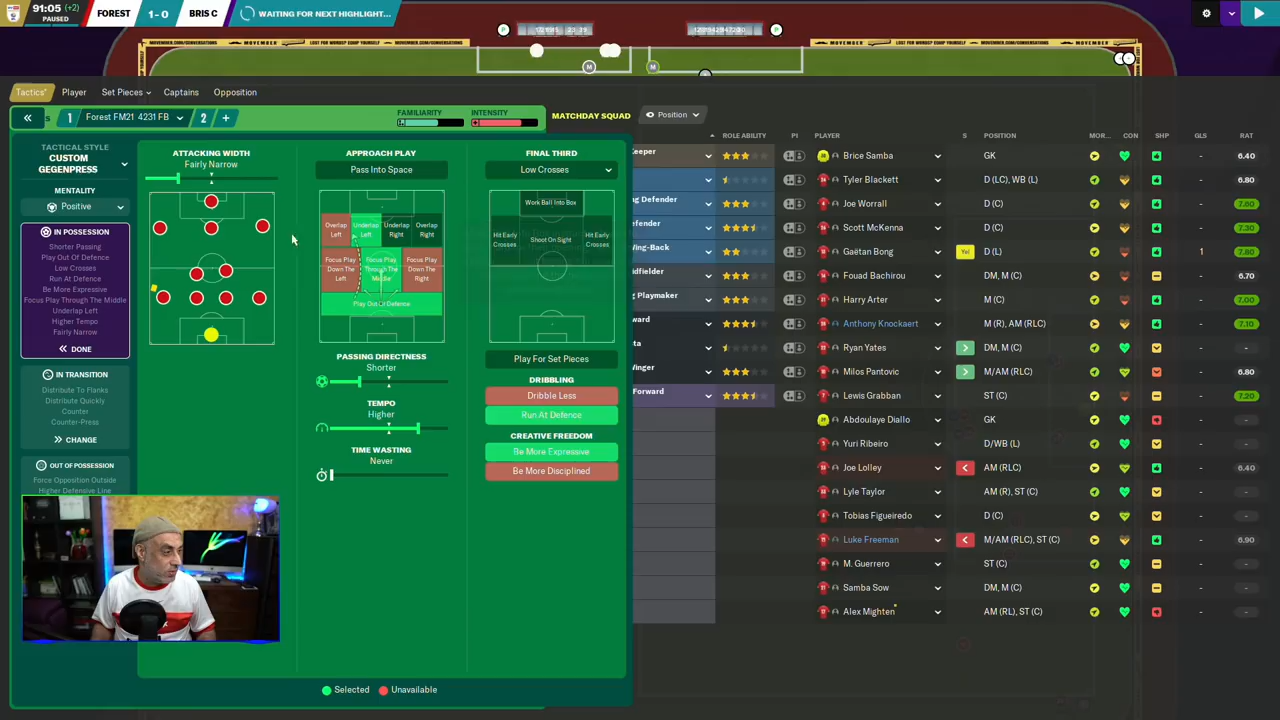 91:05 (+2)
PAUSED
FOREST
1 - 0
BRIS C
WAITING FOR NEXT HIGHLIGHT...
Tactics*
Player
Set Pieces
Captains
Upposition
1
Forest FM21 4231 FB
2
FAMILIARITY
INTENSITY
MATCHDAY SQUAD
Position
TACTICAL STYLE
CUSTOM
GEGENPRESS
MENTALITY
Positive
IN POSSESSION
Shorter Passing
Play Out Of Defence
Low Crosses
Run At Defence
Be More Expressive
Focus Play Through The Middle
Underlap Left
Higher Tempo
Fairly Narrow
DONE
IN TRANSITION
Distribute To Flanks
Distribute Quickly
Counter
Counter-Press
CHANGE
OUT OF POSSESSION
Force Opposition Outside
Higher Defensive Line
ATTACKING WIDTH
Fairly Narrow
APPROACH PLAY
Pass Into Space
Overlap Left
Underlap Left
Underlap Right
Overlap Right
Focus Play Down The Left
Focus Play Through The Middle
Focus Play Down The Right
Play Out Of Defence
PASSING DIRECTNESS
Shorter
TEMPO
Higher
TIME WASTING
Never
FINAL THIRD
Low Crosses
Work Ball Into Box
Hit Early Crosses
Shoot On Sight
Hit Early Crosses
Play For Set Pieces
DRIBBLING
Dribble Less
Run At Defence
CREATIVE FREEDOM
Be More Expressive
Be More Disciplined
Selected
Unavailable
ROLE ABILITY PI PLAYER S POSITION MOR... CON SHP GLS RAT
Brice Samba GK - 6.40
Tyler Blackett D (LC), WB (L) - 6.80
Joe Worrall D (C) - 7.60
Scott McKenna D (C) - 7.30
Gaëtan Bong Yel D (L) 1 7.80
Fouad Bachirou DM, M (C) - 6.70
Harry Arter M (C) - 7.00
Anthony Knockaert M (R), AM (RLC) - 7.10
Ryan Yates DM, M (C) - -
Milos Pantovic M/AM (RLC) - 6.80
Lewis Grabban ST (C) - 7.20
Abdoulaye Diallo GK - -
Yuri Ribeiro D/WB (L) - -
Joe Lolley AM (RLC) - 6.40
Lyle Taylor AM (R), ST (C) - -
Tobias Figueiredo D (C) - -
Luke Freeman M/AM (RLC), ST (C) - 6.90
M. Guerrero ST (C) - -
Samba Sow DM, M (C) - -
Alex Mighten AM (RL), ST (C) - -